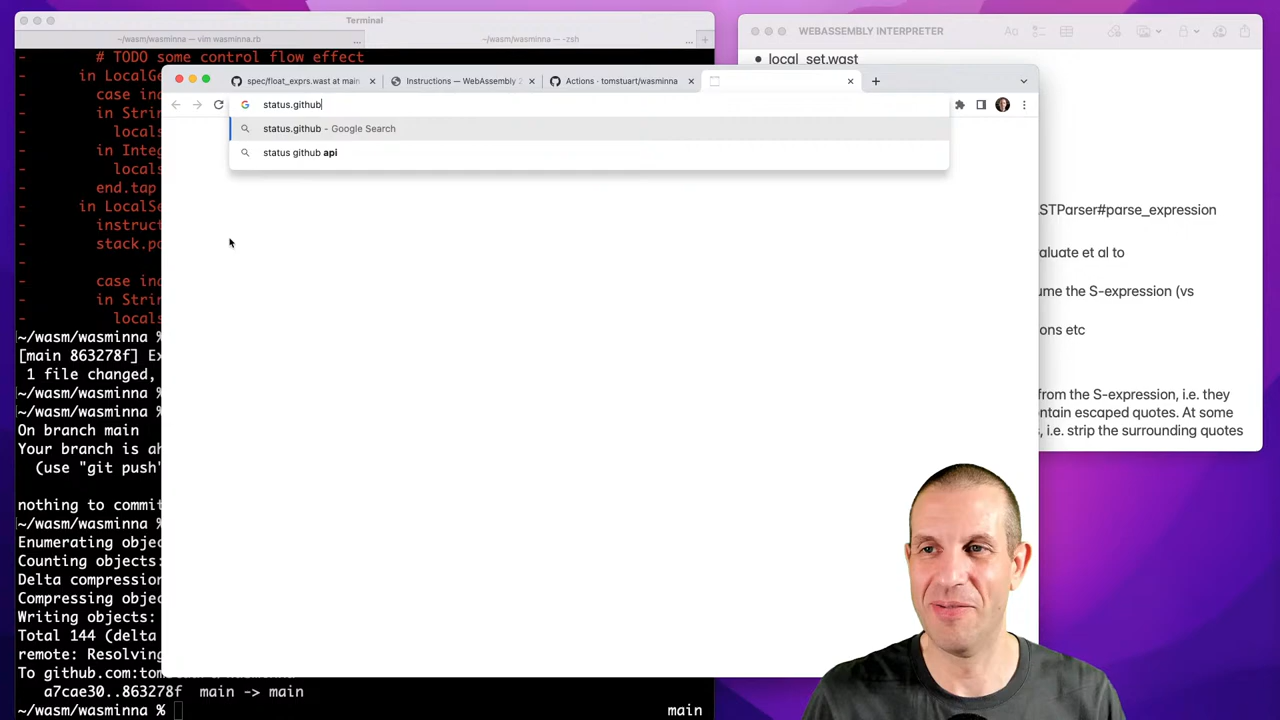 Terminal
~/wasm/wasminna — vim wasminna.rb
...
~/wasm/wasminna — -zsh
...
- # TODO some control flow effect
- in LocalGe
- case ind
- in Strin
- locals
- in Integ
- locals
- end.tap
- in LocalSe
- instruct
- stack.po
-
- case ind
- in Strin
- locals
~/wasm/wasminna %
[main 863278f] Ex
1 file changed,
~/wasm/wasminna %
~/wasm/wasminna %
On branch main
Your branch is ah
(use "git push"
nothing to commit
~/wasm/wasminna %
Enumerating objec
Counting objects:
Delta compression
Compressing objec
Writing objects:
Total 144 (delta
remote: Resolving
To github.com:tomstuart/wasminna
a7cae30..863278f main -> main
~/wasm/wasminna %
main
spec/float_exprs.wast at main
Instructions — WebAssembly 2
Actions · tomstuart/wasminna
status.github
status.github - Google Search
status github api
WEBASSEMBLY INTERPRETER
Aa
• local_set.wast
STParser#parse_expression
aluate et al to
ume the S-expression (vs
ons etc
from the S-expression, i.e. they
ntain escaped quotes. At some
s, i.e. strip the surrounding quotes